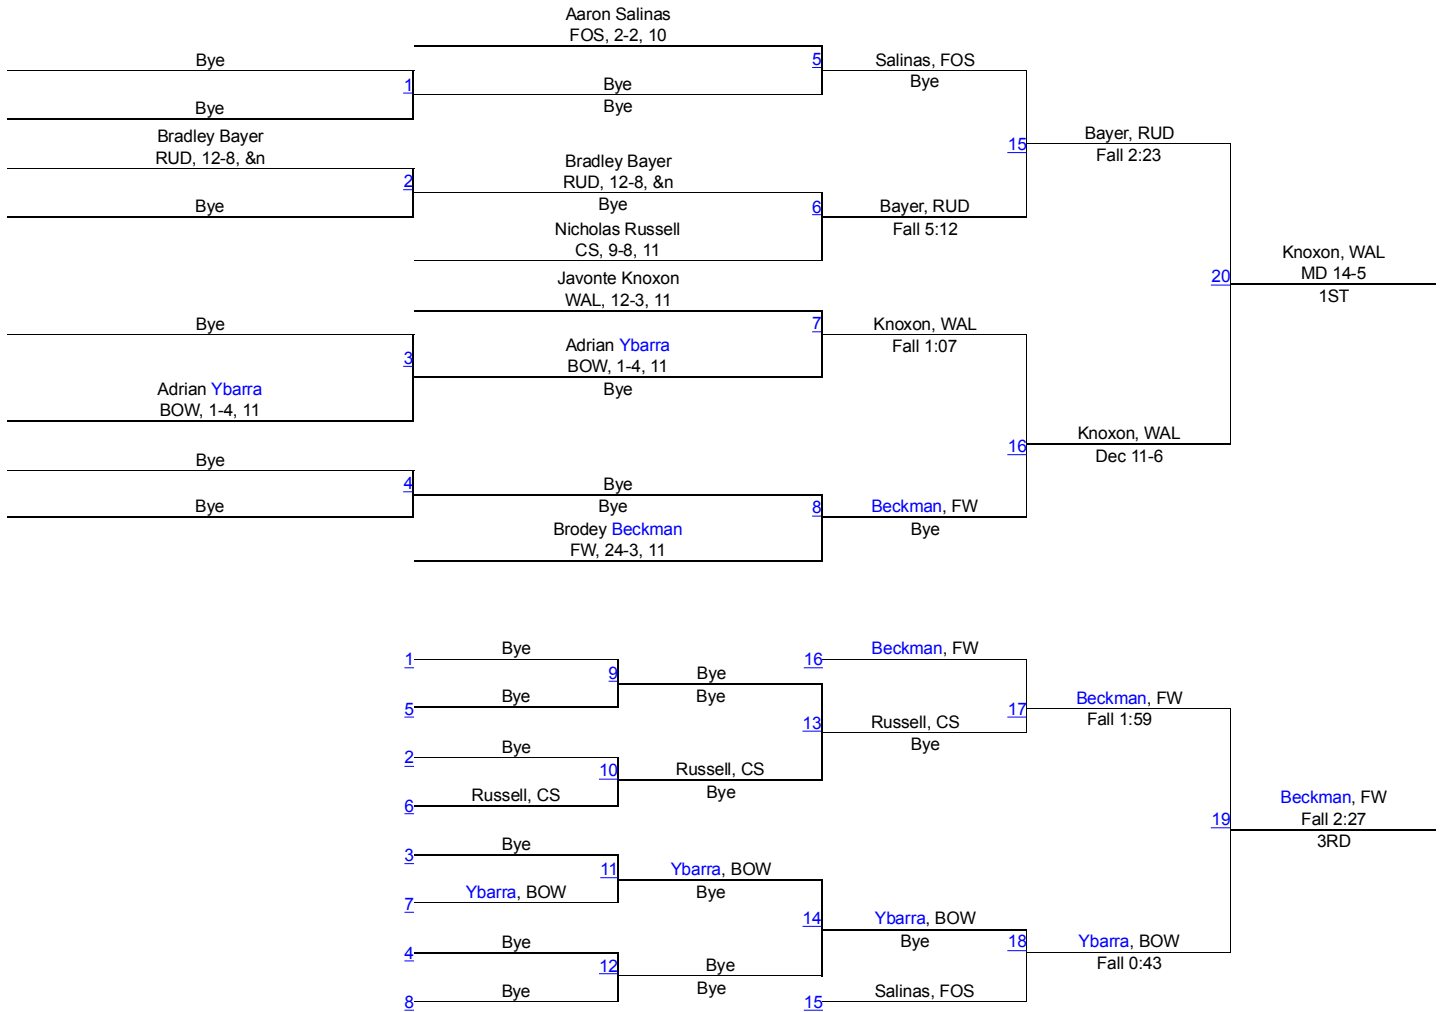 Aaron Salinas
FOS, 2-2, 10
Bye
5
Salinas, FOS
1
Bye
Bye
Bye
Bye
Bradley Bayer
RUD, 12-8, &n
15
Bayer, RUD
Fall 2:23
2
Bradley Bayer
RUD, 12-8, &n
Bye
Bye
6
Bayer, RUD
Fall 5:12
Nicholas Russell
CS, 9-8, 11
Javonte Knoxon
WAL, 12-3, 11
20
Knoxon, WAL
MD 14-5
1ST
Bye
7
Knoxon, WAL
Fall 1:07
3
Adrian Ybarra
BOW, 1-4, 11
Bye
Adrian Ybarra
BOW, 1-4, 11
16
Knoxon, WAL
Dec 11-6
Bye
4
Bye
Bye
Bye
8
Beckman, FW
Bye
Brodey Beckman
FW, 24-3, 11
1
Bye
16
Beckman, FW
9
Bye
Bye
5
Bye
17
Beckman, FW
Fall 1:59
13
Russell, CS
Bye
2
Bye
10
Russell, CS
Bye
6
Russell, CS
19
Beckman, FW
Fall 2:27
3RD
3
Bye
11
Ybarra, BOW
Bye
7
Ybarra, BOW
14
Ybarra, BOW
Bye
18
Ybarra, BOW
Fall 0:43
4
Bye
12
Bye
Bye
8
Bye
15
Salinas, FOS